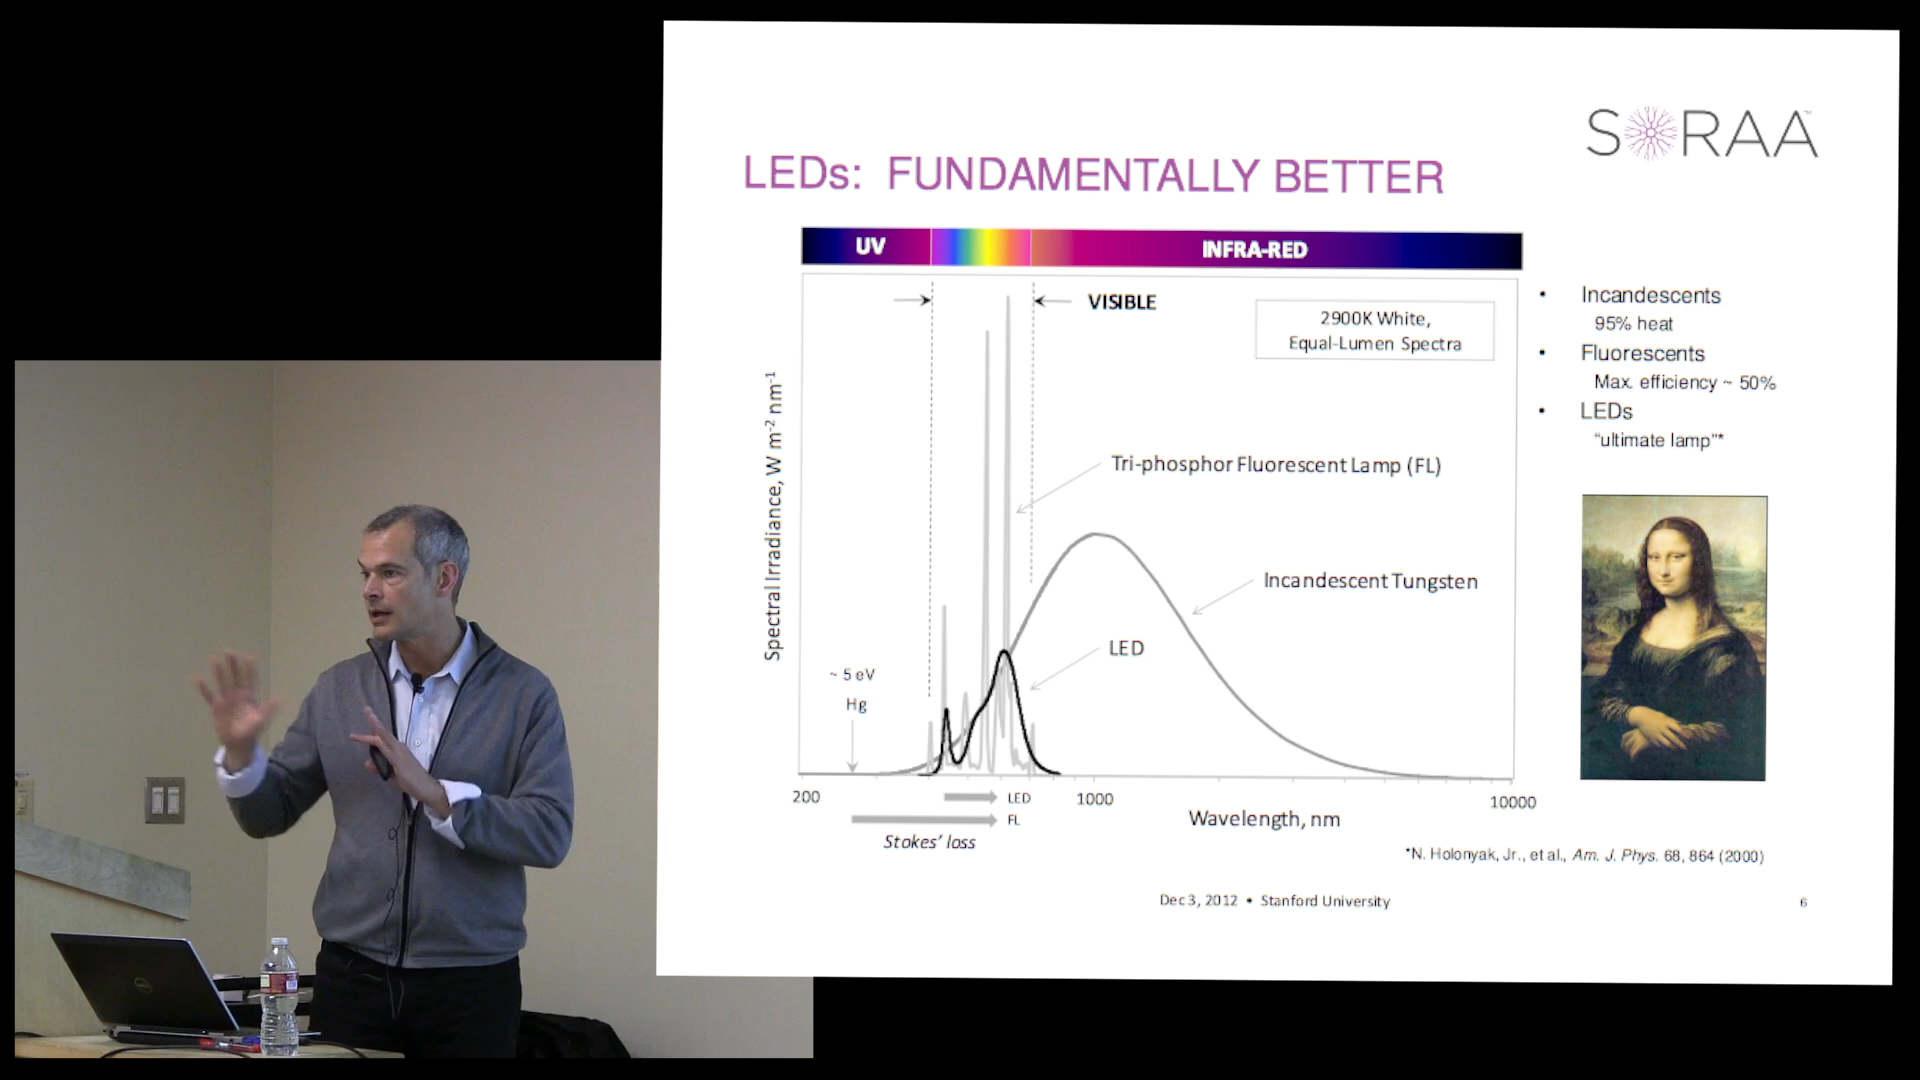 SORAA™
LEDs: FUNDAMENTALLY BETTER
UV
INFRA-RED
VISIBLE
2900K White,
Equal-Lumen Spectra
Tri-phosphor Fluorescent Lamp (FL)
Incandescent Tungsten
LED
~ 5 eV
Hg
Spectral Irradiance, W m-2 nm-1
200
1000
10000
LED
FL
Stokes' loss
Wavelength, nm
• Incandescents
95% heat
• Fluorescents
Max. efficiency ~ 50%
• LEDs
"ultimate lamp"*
*N. Holonyak, Jr., et al., Am. J. Phys. 68, 864 (2000)
Dec 3, 2012 • Stanford University
6
DELL